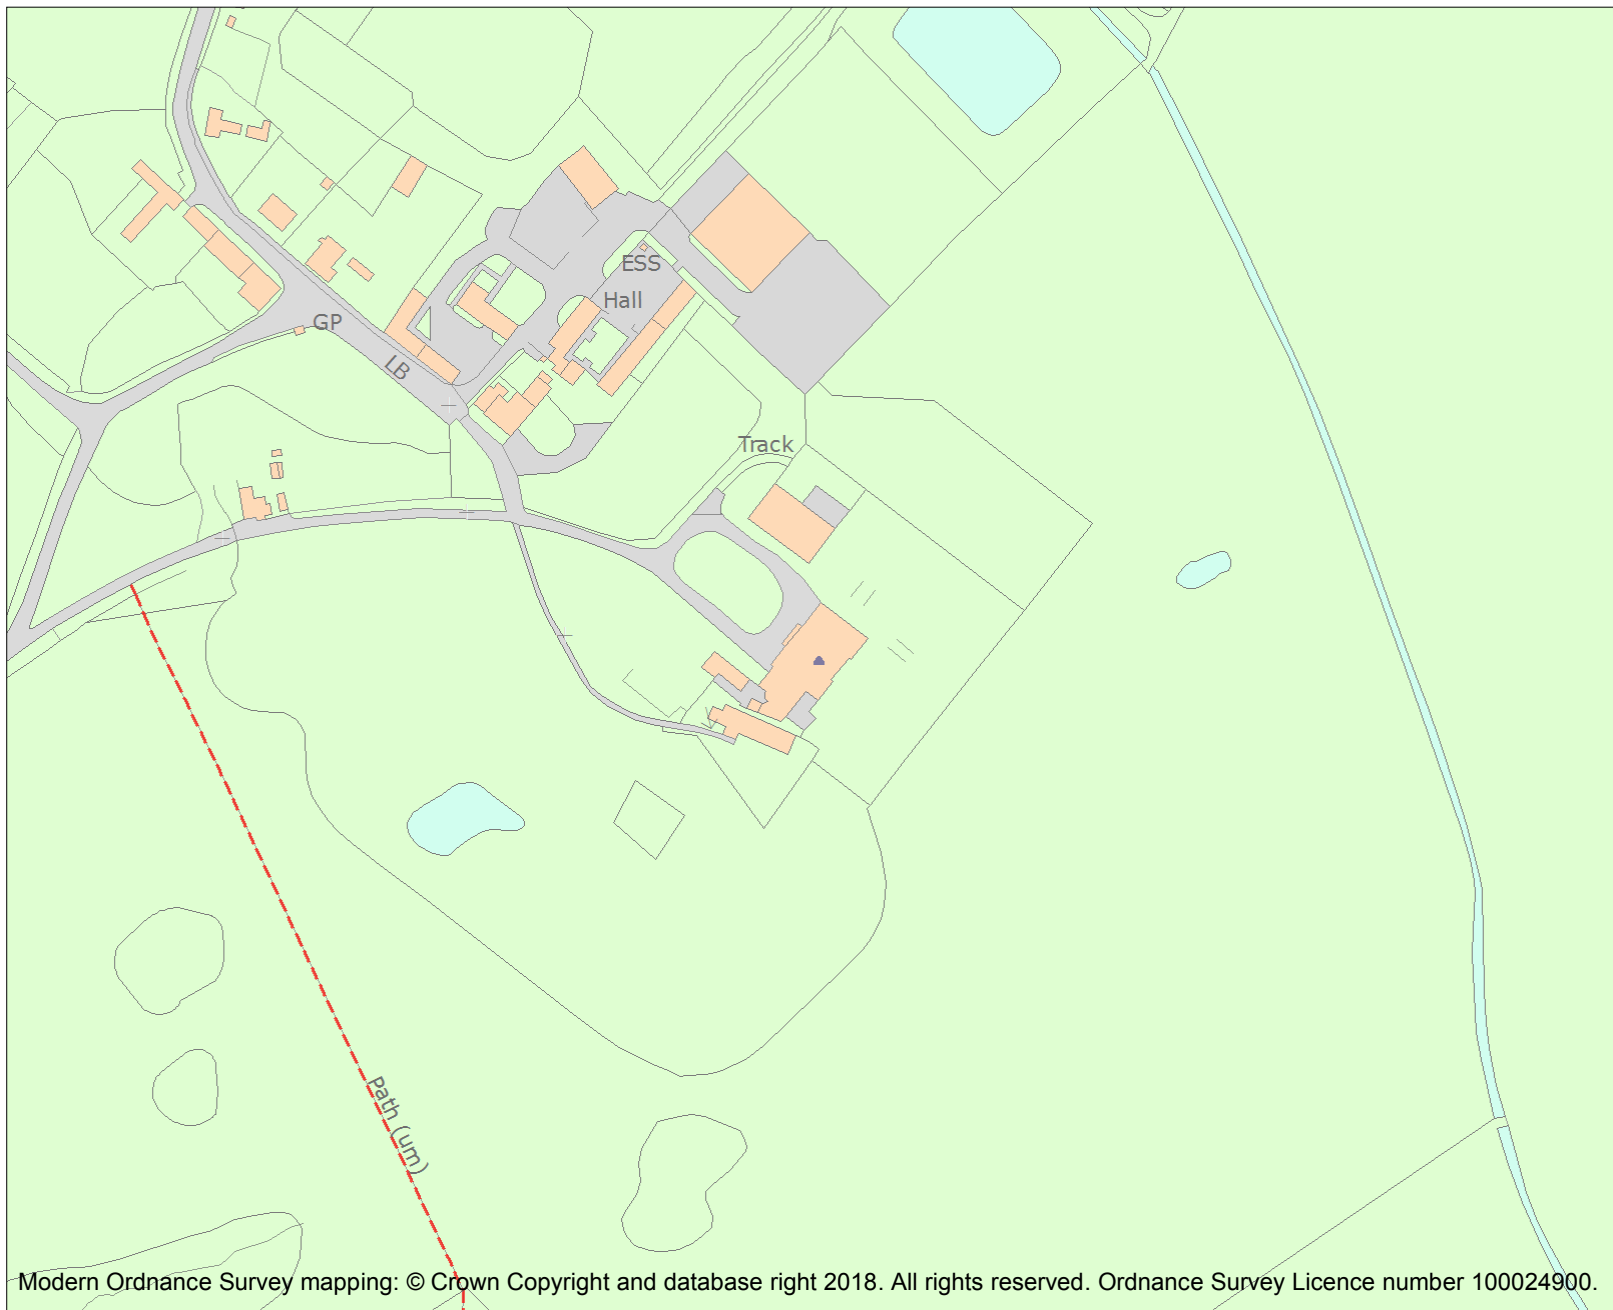 ESS
Hall
GP
LB
Track
Path (um)
Modern Ordnance Survey mapping: © Crown Copyright and database right 2018. All rights reserved. Ordnance Survey Licence number 100024900.